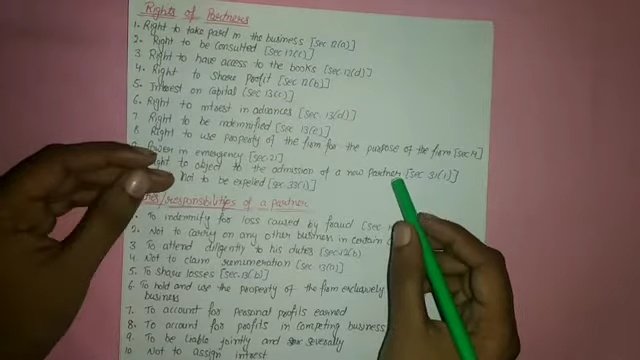 Rights of Partners
1. Right to take pard in the business [sec 12(a)]
2. Right to be consulted [sec 12(c)]
3 Right to have access to the books [sec 12(d)]
4. Right to share profit [sec 12(b)]
5. Interest on capital [sec 13(c)]
6. Right to intrest in advances [sec 13(d)]
7 Right to be indemnified [sec 13(e)]
8 Right to use property of the firm for the purpose of the firm [sec 14]
Power in emergency [sec-21]
to object to the admission of a new partner [sec 31(1)]
Not to be expelled [sec-33(1)]
/responsibilities of a partner
1. To indemnify for loss caused by fraud [sec
2. Not to carry on any other business in certain
3 To attend diligently to his duties (sec12(b)
4 Not to claim remuneration [sec 13(a)]
5 To share losses [sec-13(b)]
6. To hold and use the property of the firm exclusively
business
7. To account for personal profits earned
8. To account for profits in competing business
9 To be liable jointly and severally
10 Not to assign intrest